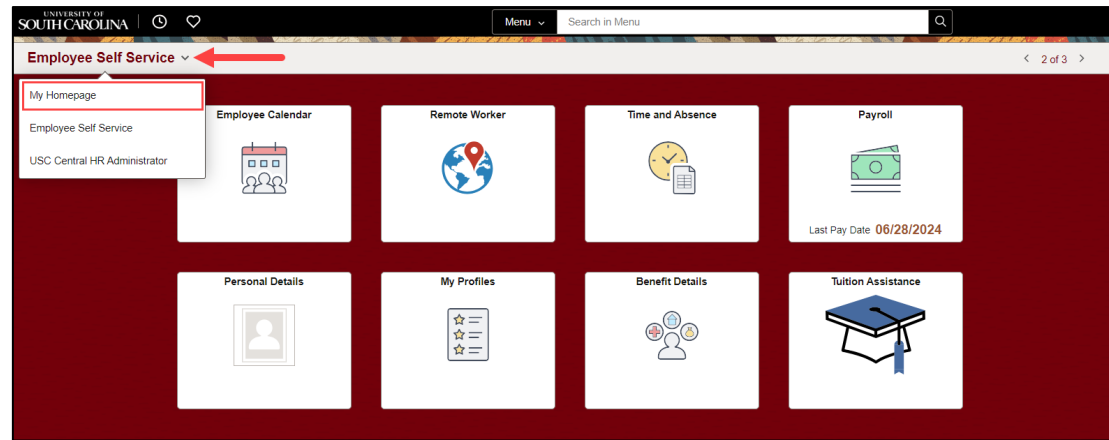 UNIVERSITY OF
SOUTH CAROLINA
Menu
Search in Menu
Employee Self Service
2 of 3
My Homepage
Employee Self Service
USC Central HR Administrator
Employee Calendar
Remote Worker
Time and Absence
Payroll
Last Pay Date 06/28/2024
Personal Details
My Profiles
Benefit Details
Tuition Assistance